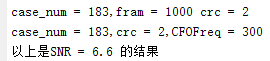 case_num = 183,fram = 1000 crc = 2
case_num = 183,crc = 2,CFOFreq = 300
以上是SNR = 6.6 的结果